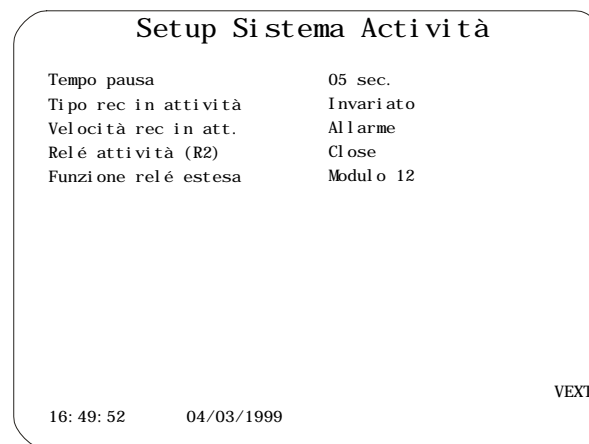 Setup Sistema Actività
Tempo pausa 05 sec.
Tipo rec in attività Invariato
Velocità rec in att. Allarme
Relé attività (R2) Close
Funzione relé estesa Modulo 12
VEXT
16:49:52 04/03/1999